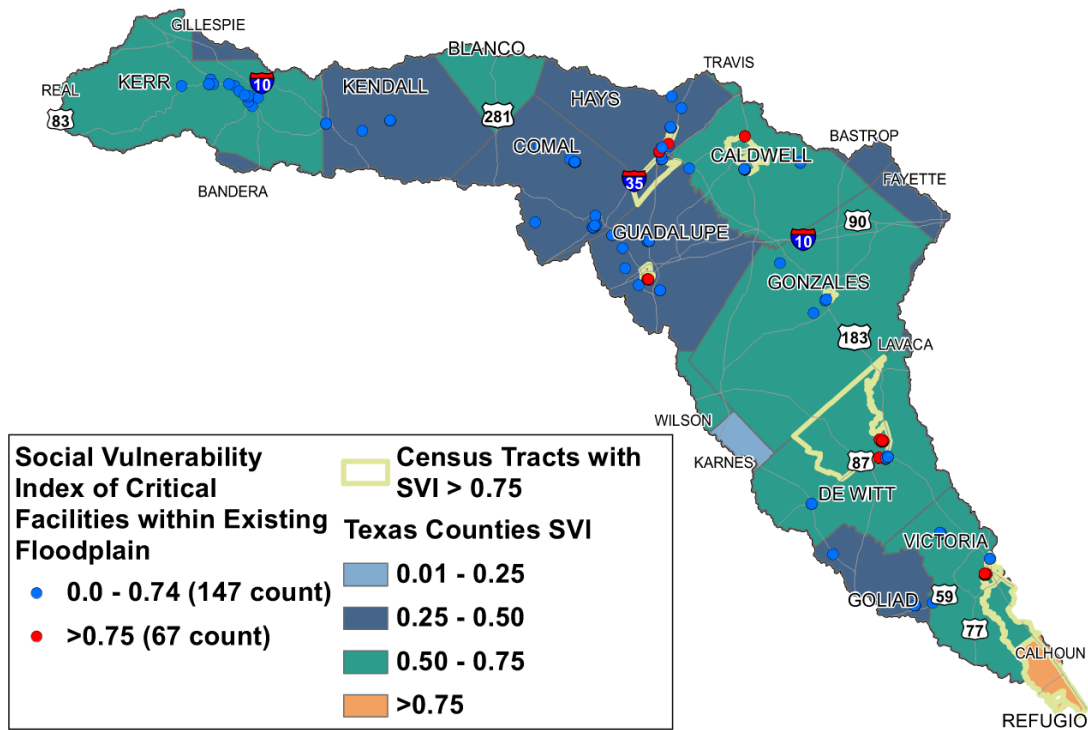 GILLESPIE
BLANCO
TRAVIS
KERR
10
KENDALL
HAYS
REAL
83
281
BASTROP
COMAL
CALDWELL
35
FAYETTE
BANDERA
90
GUADALUPE
10
GONZALES
183
LAVACA
WILSON
KARNES
87
DE WITT
VICTORIA
59
GOLIAD
77
CALHOUN
REFUGIO
Social Vulnerability
Index of Critical
Facilities within Existing
Floodplain
0.0 - 0.74 (147 count)
>0.75 (67 count)
Census Tracts with
SVI > 0.75
Texas Counties SVI
0.01 - 0.25
0.25 - 0.50
0.50 - 0.75
>0.75